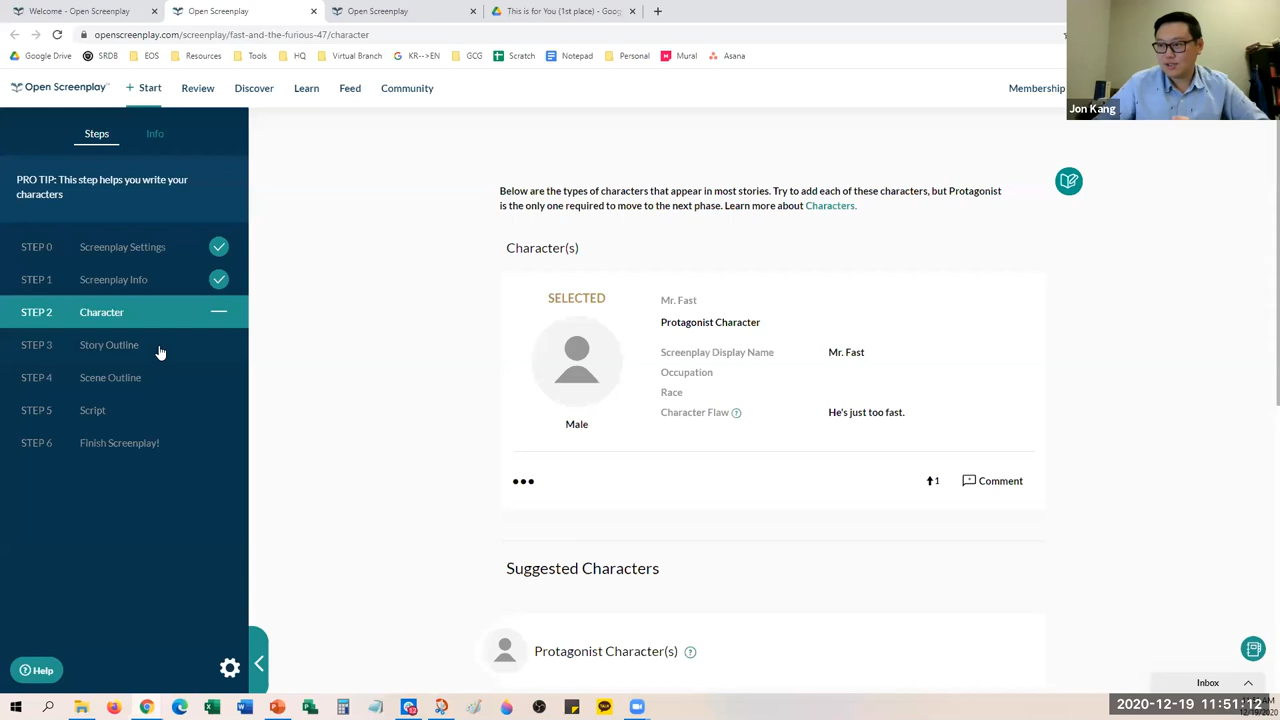 Welcome - Open Screenplay
Open Screenplay
Open Screenplay
This is for You (1st place) - Goog
openscreenplay.com/screenplay/fast-and-the-furious-47/character
Google Drive
SRDB
EOS
Resources
Tools
HQ
Virtual Branch
KR-->EN
GCG
Scratch
Notepad
Personal
Mural
Asana
Open Screenplay
+ Start
Review
Discover
Learn
Feed
Community
Membership
Jon Kang
Steps
Info
PRO TIP: This step helps you write your
characters
STEP 0 Screenplay Settings
STEP 1 Screenplay Info
STEP 2 Character
STEP 3 Story Outline
STEP 4 Scene Outline
STEP 5 Script
STEP 6 Finish Screenplay!
Help
Below are the types of characters that appear in most stories. Try to add each of these characters, but Protagonist
is the only one required to move to the next phase. Learn more about Characters.
Character(s)
SELECTED
Male
Mr. Fast
Protagonist Character
Screenplay Display Name Mr. Fast
Occupation
Race
Character Flaw ? He's just too fast.
1
Comment
Suggested Characters
Protagonist Character(s) ?
Inbox
2020-12-19 11:51:12
12/19/2020